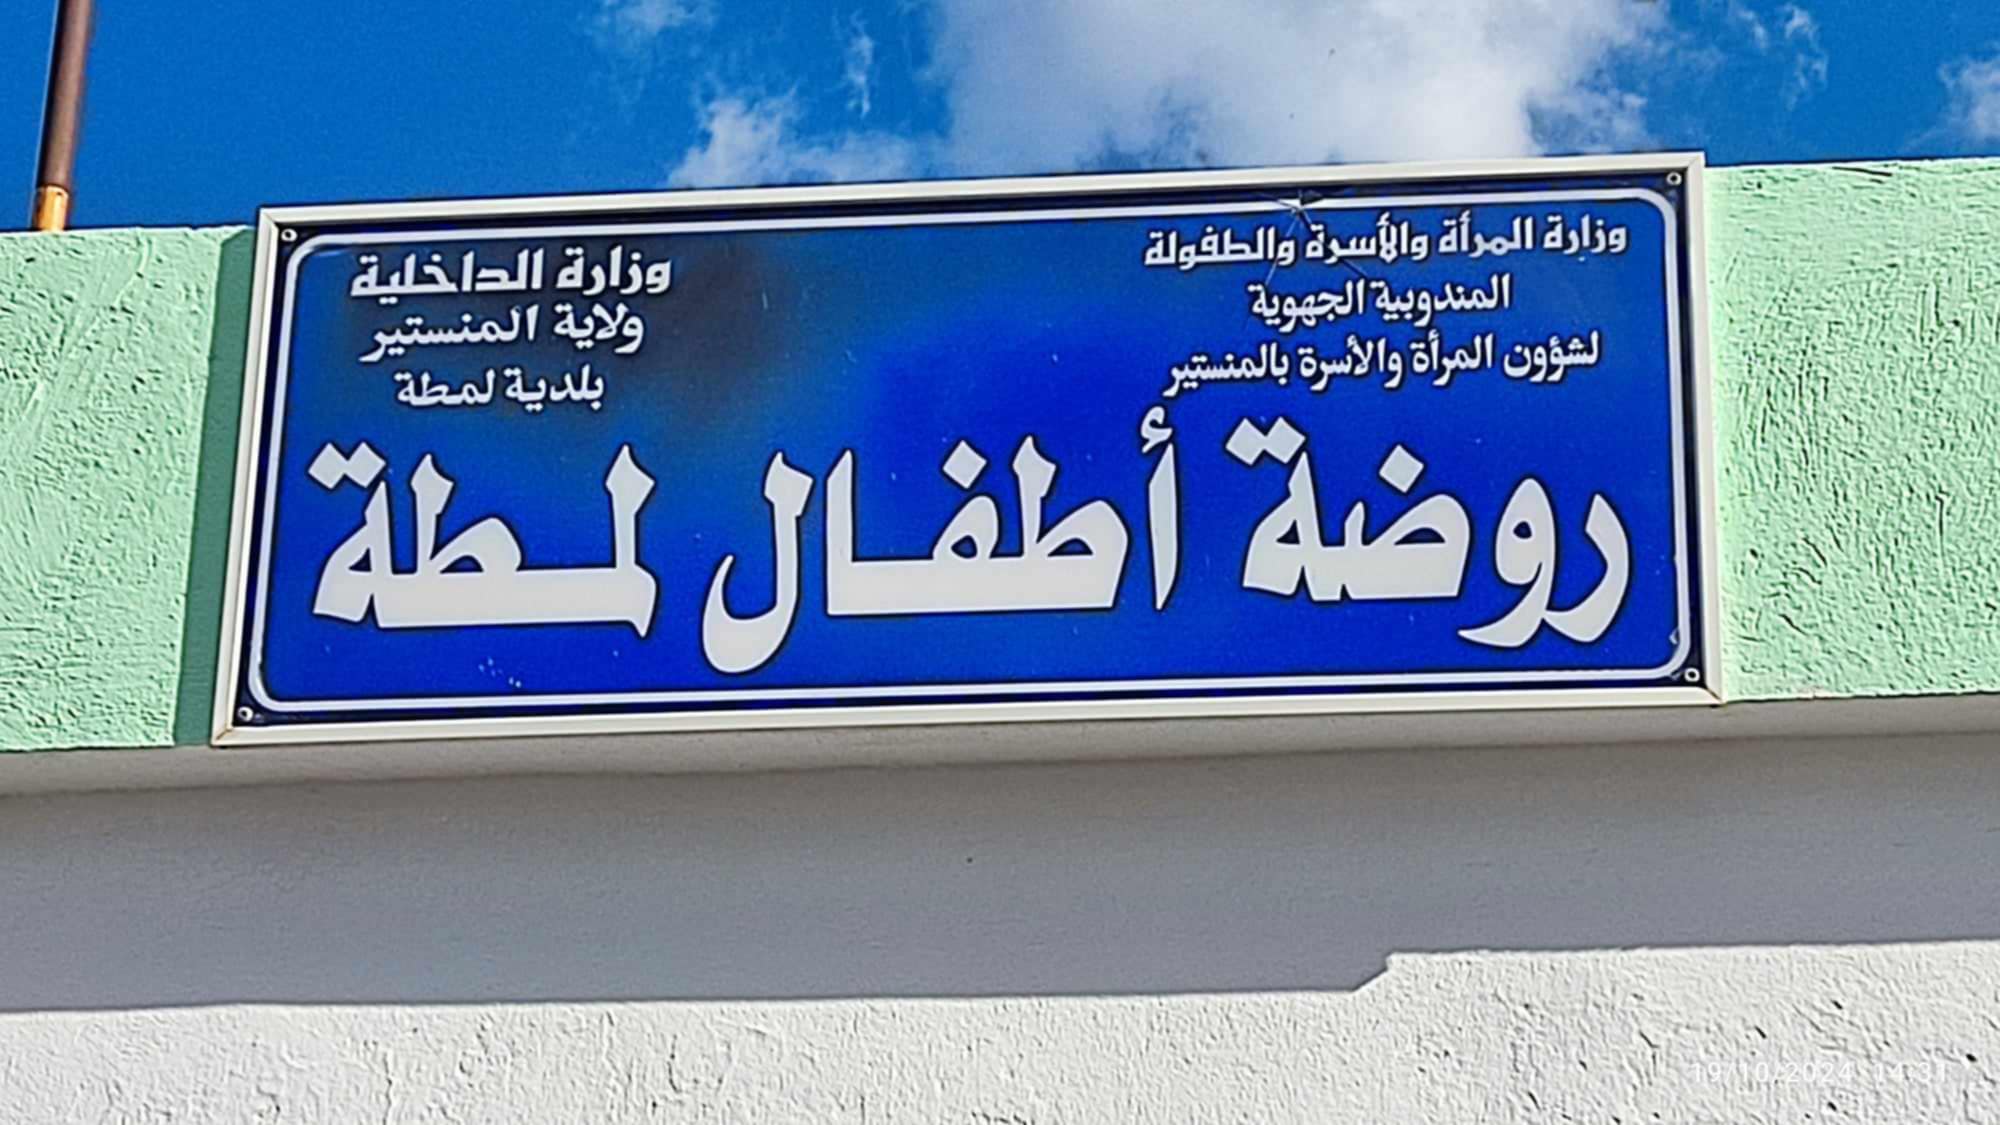 وزارة المرأة والأسرة والطفولة
المندوبية الجهوية
لشؤون المرأة والأسرة بالمنستير
وزارة الداخلية
ولاية المنستير
بلدية لمطة
روضة أطفال لمطة
19/10/2024 14:31